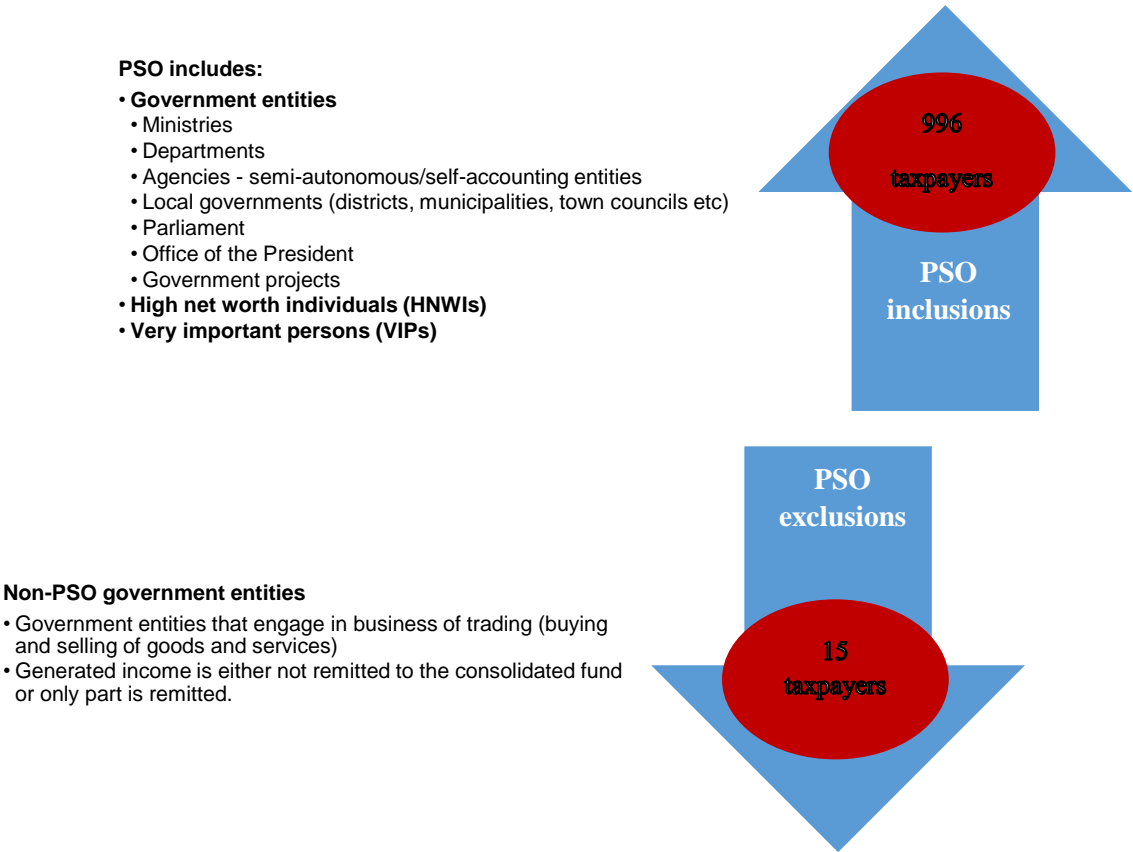 PSO includes:
• Government entities
• Ministries
• Departments
• Agencies - semi-autonomous/self-accounting entities
• Local governments (districts, municipalities, town councils etc)
• Parliament
• Office of the President
• Government projects
• High net worth individuals (HNWIs)
• Very important persons (VIPs)
996
taxpayers
PSO
inclusions
PSO
exclusions
15
taxpayers
Non-PSO government entities
• Government entities that engage in business of trading (buying
and selling of goods and services)
• Generated income is either not remitted to the consolidated fund
or only part is remitted.